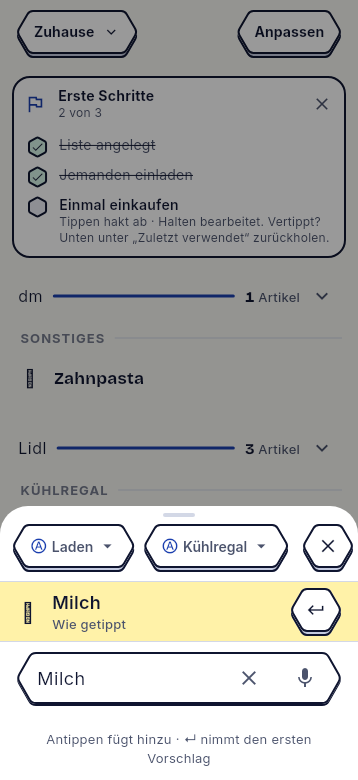 Zuhause
Anpassen
Erste Schritte
2 von 3
Liste angelegt
Jemanden einladen
Einmal einkaufen
Tippen hakt ab · Halten bearbeitet. Vertippt?
Unten unter „Zuletzt verwendet“ zurückholen.
dm
1 Artikel
SONSTIGES
Zahnpasta
Lidl
3 Artikel
KÜHLREGAL
A Laden
A Kühlregal
Milch
Wie getippt
Milch
Antippen fügt hinzu · ↵ nimmt den ersten
Vorschlag